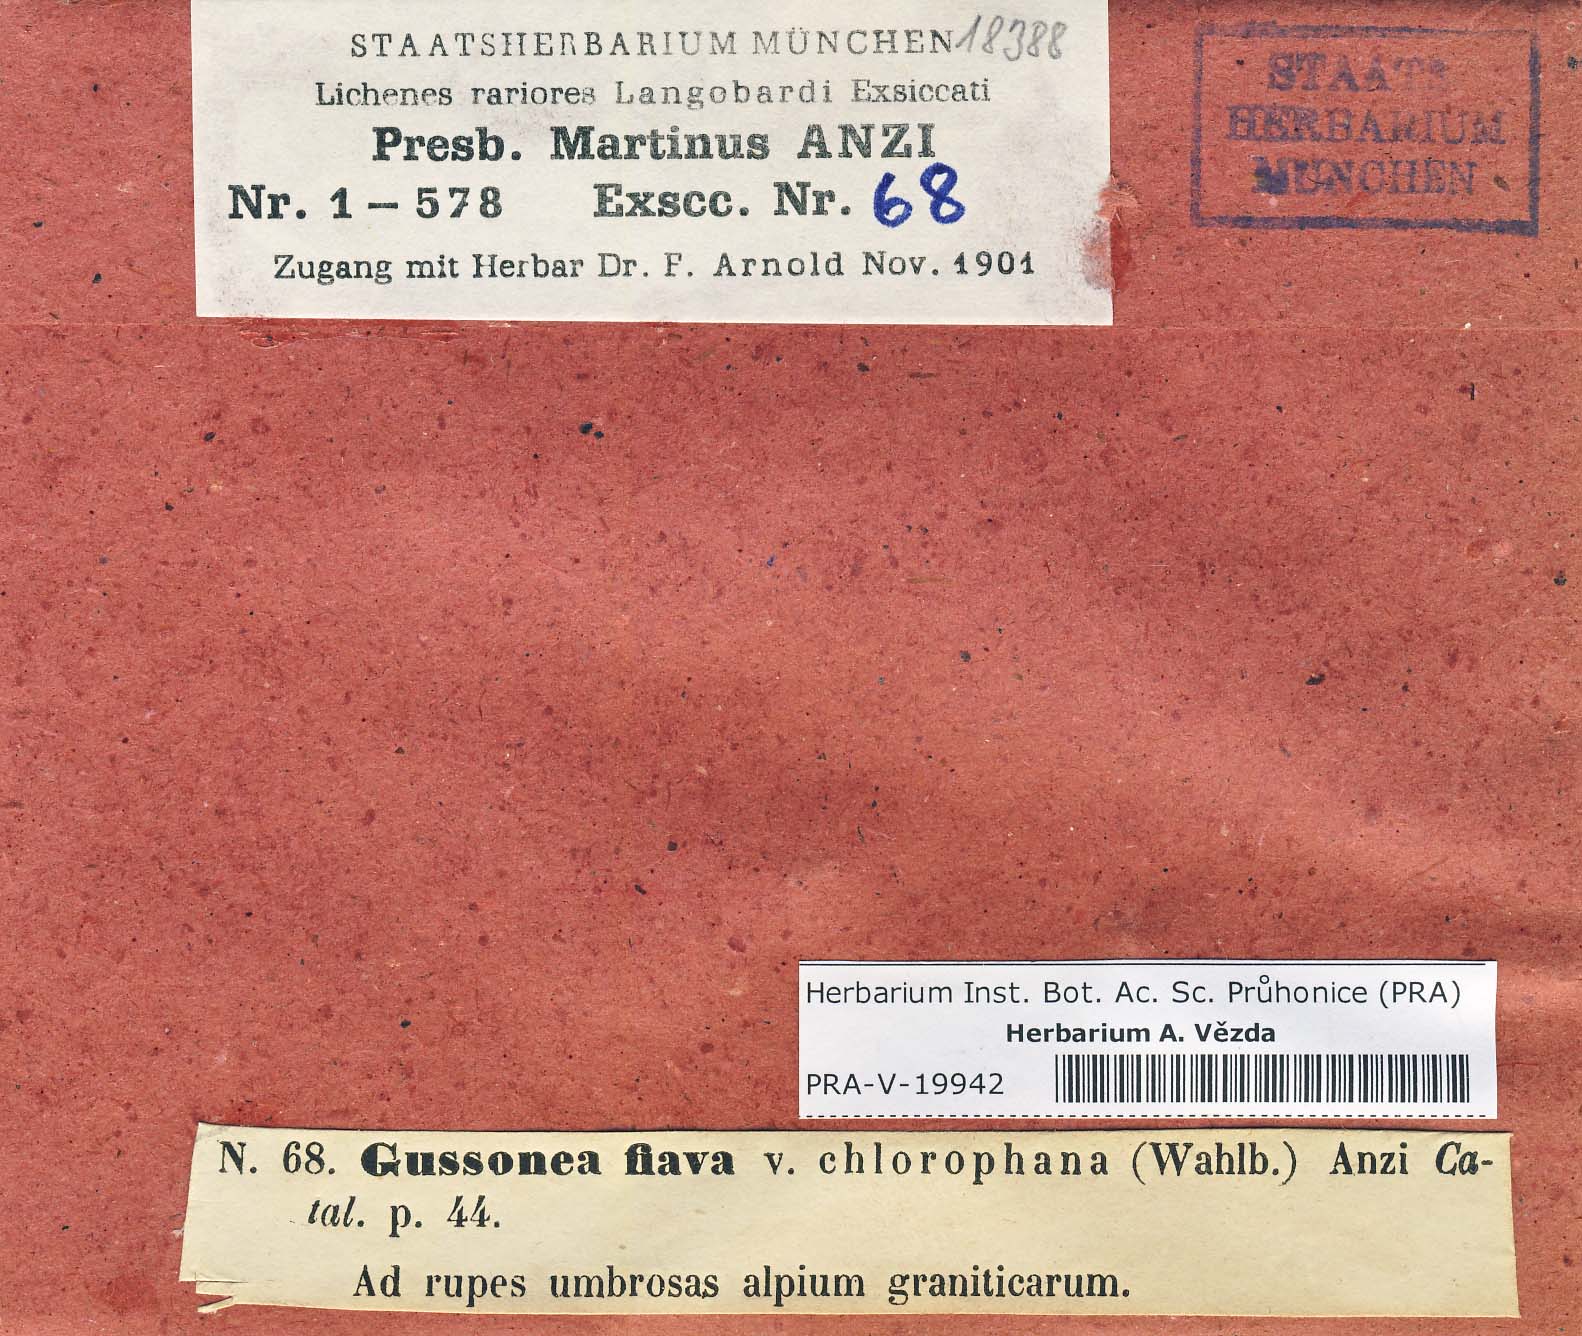 STAATSHERBARIUM MÜNCHEN 18388
Lichenes rariores Langobardi Exsiccati
Presb. Martinus ANZI
Nr. 1 – 578 Exscc. Nr. 68
Zugang mit Herbar Dr. F. Arnold Nov. 1901
STAATS
HERBARIUM
MÜNCHEN
Herbarium Inst. Bot. Ac. Sc. Průhonice (PRA)
Herbarium A. Vězda
PRA-V-19942
N. 68. Gussonea flava v. chlorophana (Wahlb.) Anzi Ca-
tal. p. 44.
Ad rupes umbrosas alpium graniticarum.